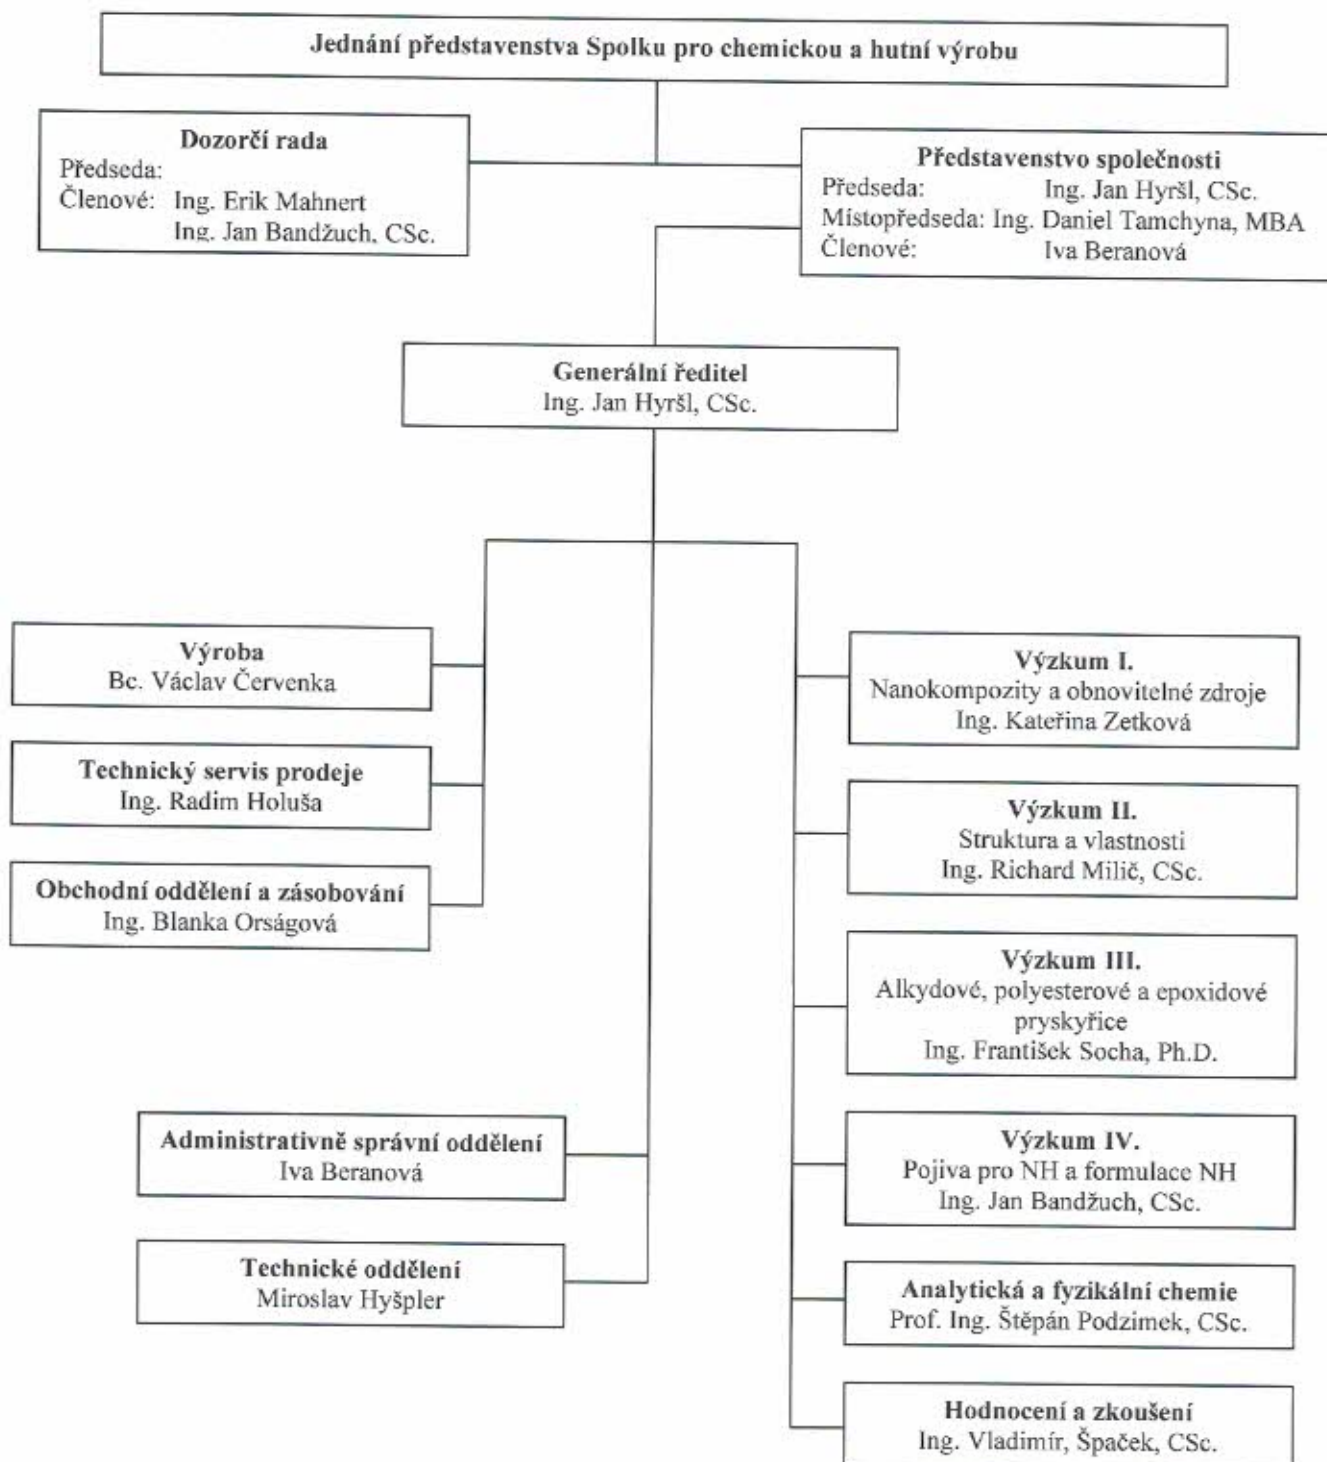 Jednání představenstva Spolku pro chemickou a hutní výrobu
Dozorčí rada
Předseda:
Členové: Ing. Erik Mahnert
Ing. Jan Bandžuch, CSc.
Představenstvo společnosti
Předseda: Ing. Jan Hyršl, CSc.
Místopředseda: Ing. Daniel Tamchyna, MBA
Členové: Iva Beranová
Generální ředitel
Ing. Jan Hyršl, CSc.
Výroba
Bc. Václav Červenka
Technický servis prodeje
Ing. Radim Holuša
Obchodní oddělení a zásobování
Ing. Blanka Orságová
Administrativně správní oddělení
Iva Beranová
Technické oddělení
Miroslav Hyšpler
Výzkum I.
Nanokompozity a obnovitelné zdroje
Ing. Kateřina Zetková
Výzkum II.
Struktura a vlastnosti
Ing. Richard Milič, CSc.
Výzkum III.
Alkydové, polyesterové a epoxidové
pryskyřice
Ing. František Socha, Ph.D.
Výzkum IV.
Pojiva pro NH a formulace NH
Ing. Jan Bandžuch, CSc.
Analytická a fyzikální chemie
Prof. Ing. Štěpán Podzimek, CSc.
Hodnocení a zkoušení
Ing. Vladimír, Špaček, CSc.